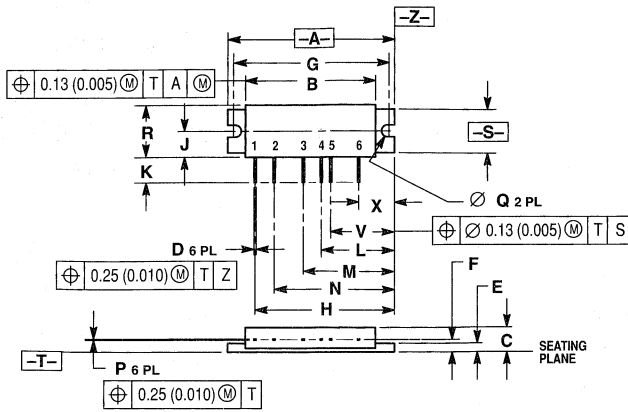 –Z–
–A–
G
⌖ 0.13 (0.005) Ⓜ T A Ⓜ
B
R
J
1 2 3 4 5 6
–S–
K
X
Ø Q 2 PL
V
⌖ Ø 0.13 (0.005) Ⓜ T S
D 6 PL
L
⌖ 0.25 (0.010) Ⓜ T Z
M
F
N
E
H
C
SEATING
PLANE
–T–
P 6 PL
⌖ 0.25 (0.010) Ⓜ T